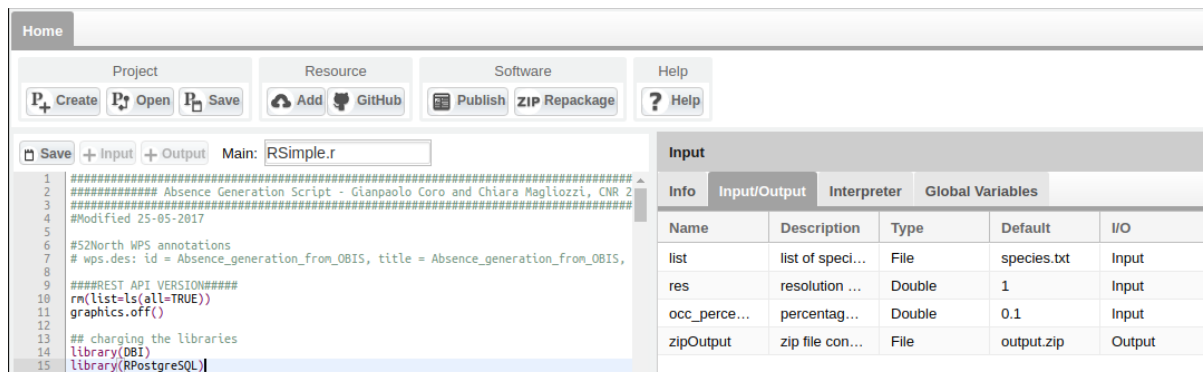 Home
Project Resource Software Help
P+ Create P Open P Save Add GitHub Publish ZIP Repackage ? Help
Save + Input + Output Main: RSimple.r
1 ####################################################################################
2 ############# Absence Generation Script - Gianpaolo Coro and Chiara Magliozzi, CNR 2
3 ####################################################################################
4 #Modified 25-05-2017
5
6 #52North WPS annotations
7 # wps.des: id = Absence_generation_from_OBIS, title = Absence_generation_from_OBIS,
8
9 ####REST API VERSION#####
10 rm(list=ls(all=TRUE))
11 graphics.off()
12
13 ## charging the libraries
14 library(DBI)
15 library(RPostgreSQL)
Input
Info Input/Output Interpreter Global Variables
Name Description Type Default I/O
list list of speci... File species.txt Input
res resolution ... Double 1 Input
occ_perce... percentag... Double 0.1 Input
zipOutput zip file con... File output.zip Output